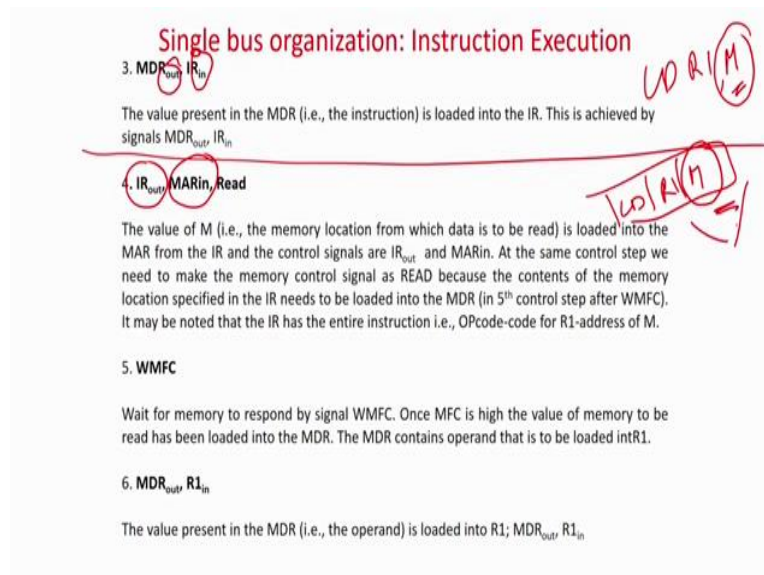 Single bus organization: Instruction Execution
3. MDRout, IRin
LD R1 M
The value present in the MDR (i.e., the instruction) is loaded into the IR. This is achieved by
signals MDRout, IRin
4. IRout, MARin, Read
LD R1 M
The value of M (i.e., the memory location from which data is to be read) is loaded into the
MAR from the IR and the control signals are IRout and MARin. At the same control step we
need to make the memory control signal as READ because the contents of the memory
location specified in the IR needs to be loaded into the MDR (in 5th control step after WMFC).
It may be noted that the IR has the entire instruction i.e., OPcode-code for R1-address of M.
5. WMFC
Wait for memory to respond by signal WMFC. Once MFC is high the value of memory to be
read has been loaded into the MDR. The MDR contains operand that is to be loaded intR1.
6. MDRout, R1in
The value present in the MDR (i.e., the operand) is loaded into R1; MDRout, R1in